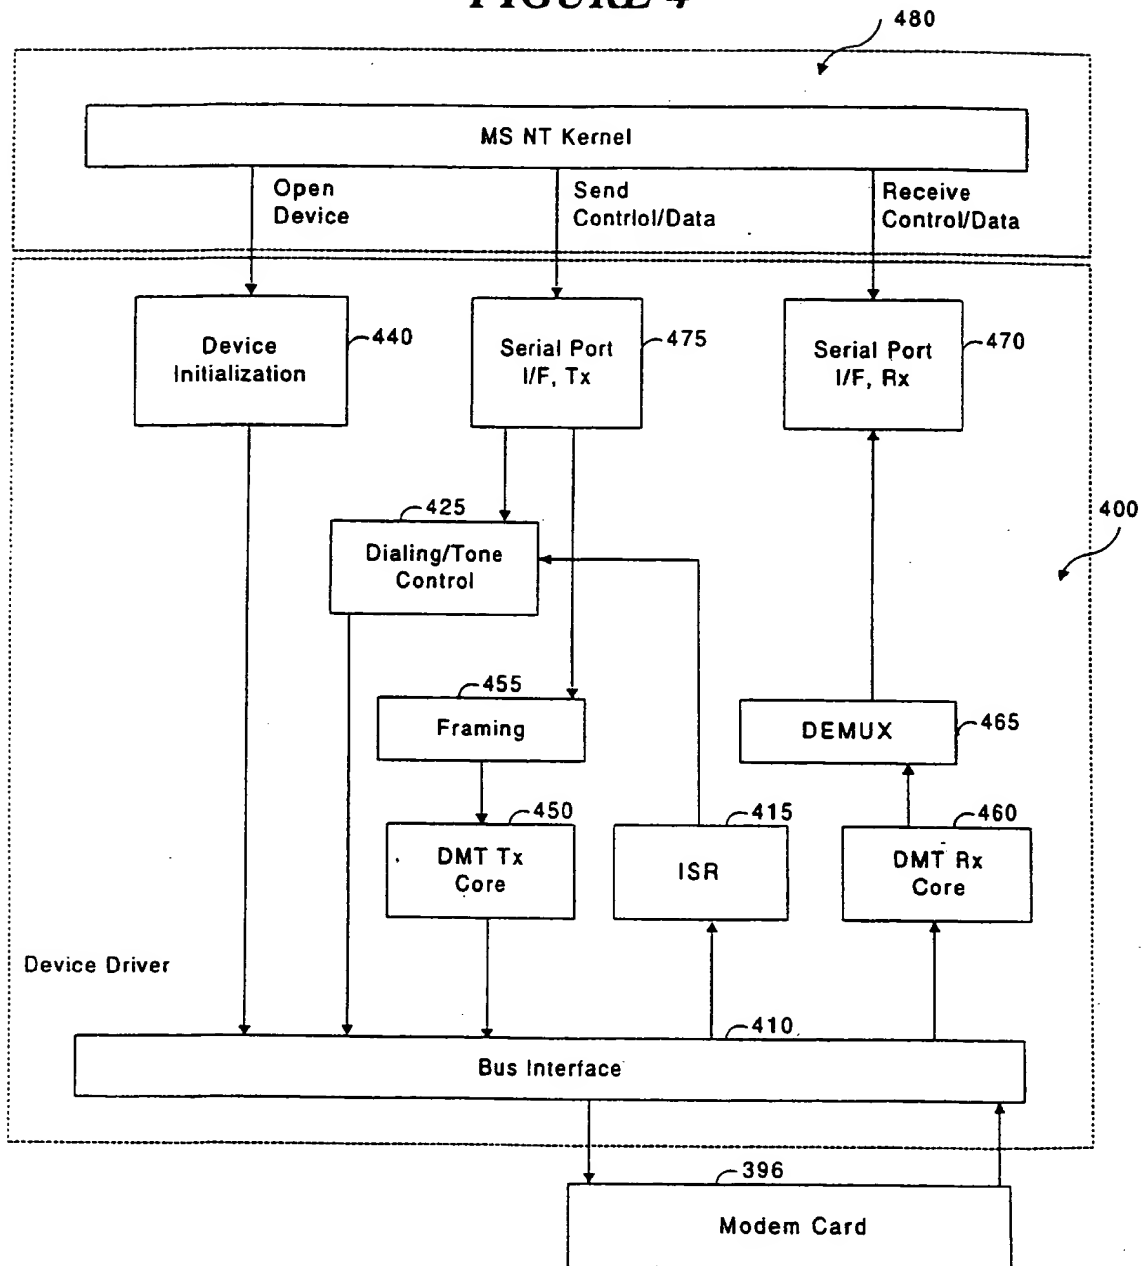 FIGURE 4
480
MS NT Kernel
Open
Device
Send
Contrlol/Data
Receive
Control/Data
Device
Initialization
440
Serial Port
I/F, Tx
475
Serial Port
I/F, Rx
470
400
425
Dialing/Tone
Control
455
Framing
DEMUX
465
450
DMT Tx
Core
415
ISR
460
DMT Rx
Core
Device Driver
410
Bus Interface
396
Modem Card